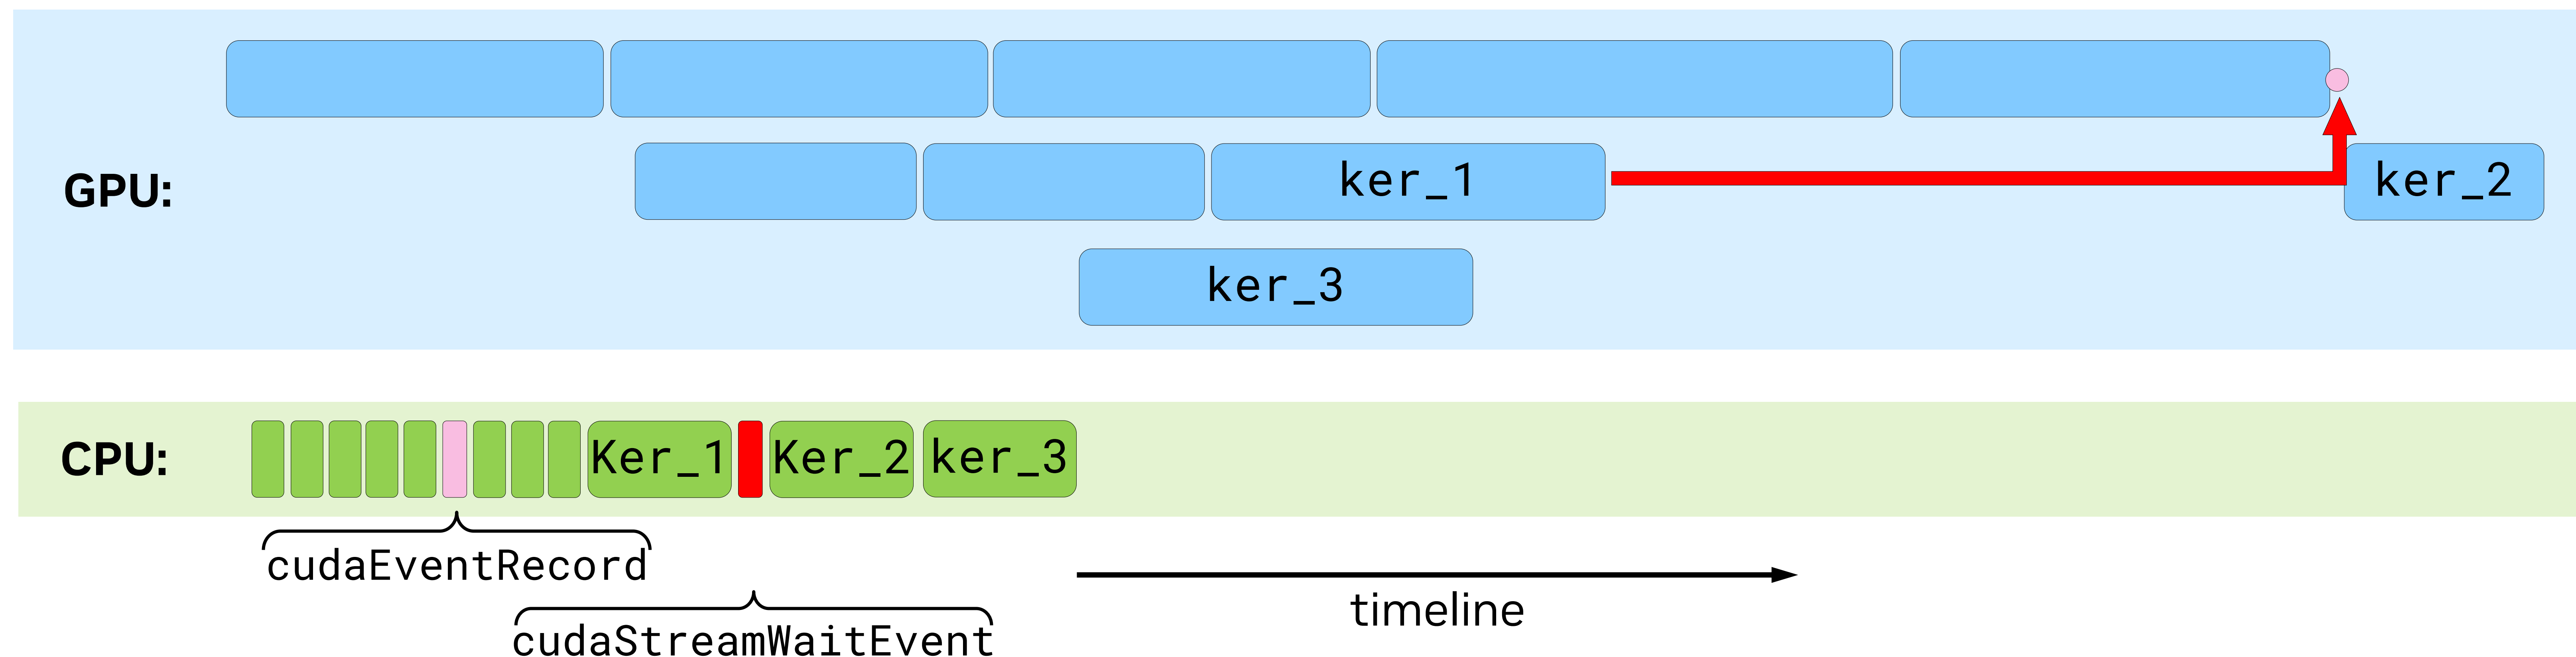 GPU:
ker_1
ker_2
ker_3
CPU:
Ker_1
Ker_2
ker_3
cudaEventRecord
timeline
cudaStreamWaitEvent